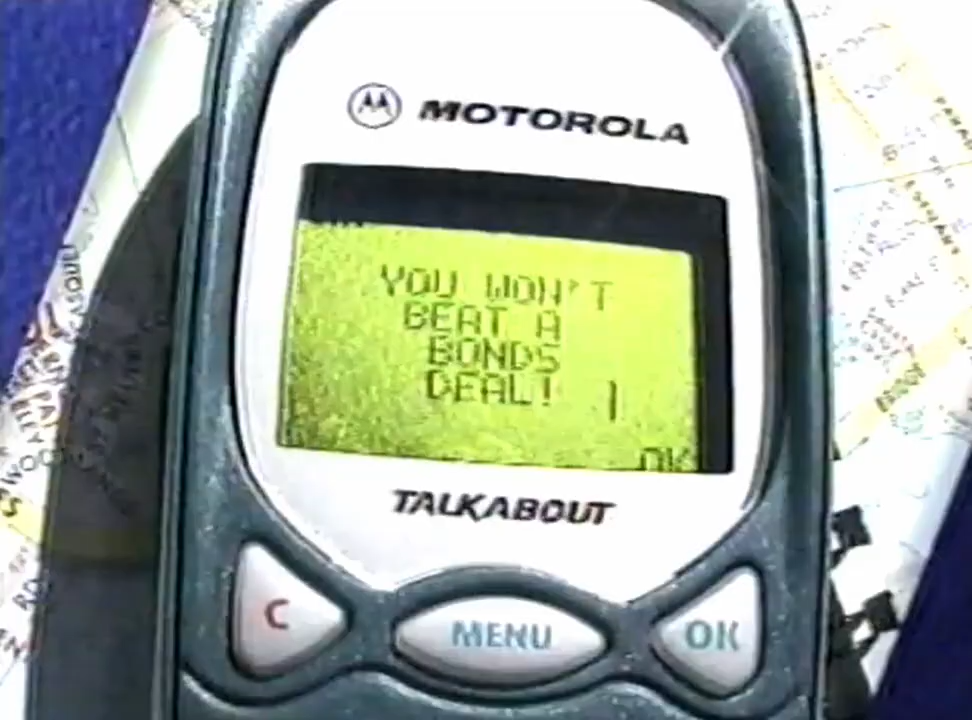 MOTOROLA
YOU WON'T
BEAT A
BONDS
DEAL!
OK
TALKABOUT
C
MENU
OK